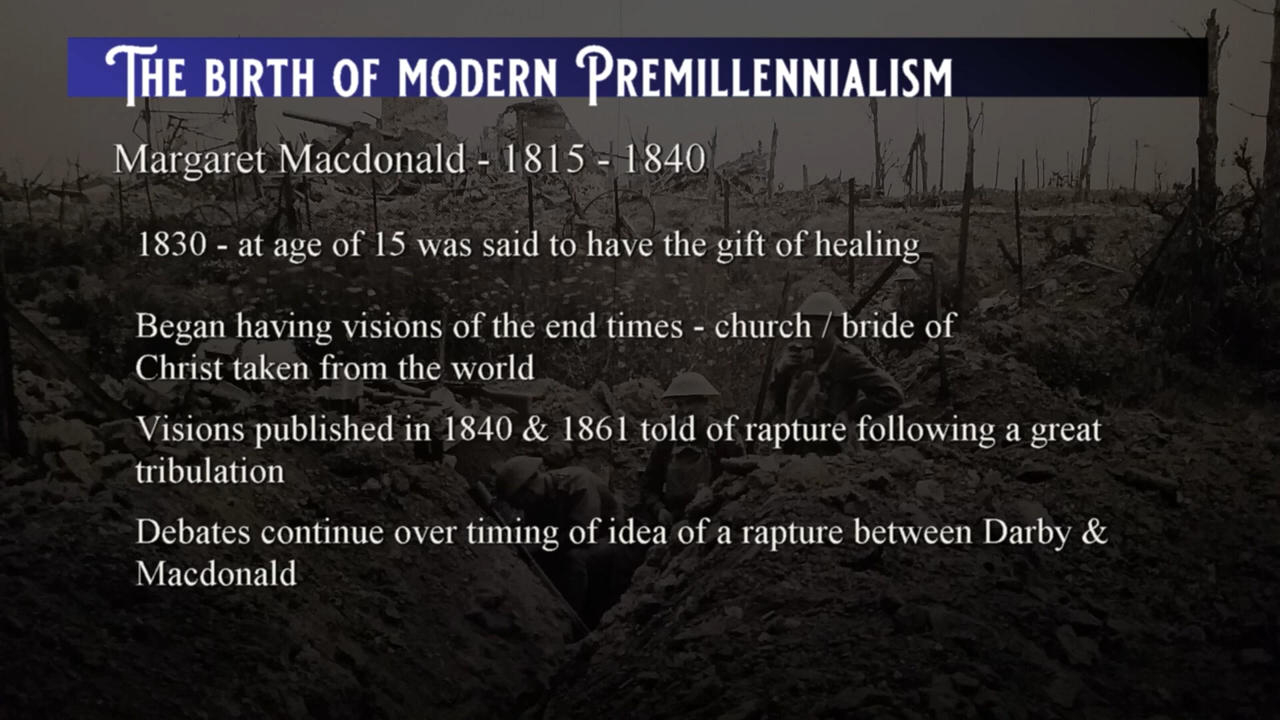 The birth of modern Premillennialism
Margaret Macdonald - 1815 - 1840
1830 - at age of 15 was said to have the gift of healing
Began having visions of the end times - church / bride of
Christ taken from the world
Visions published in 1840 & 1861 told of rapture following a great
tribulation
Debates continue over timing of idea of a rapture between Darby &
Macdonald